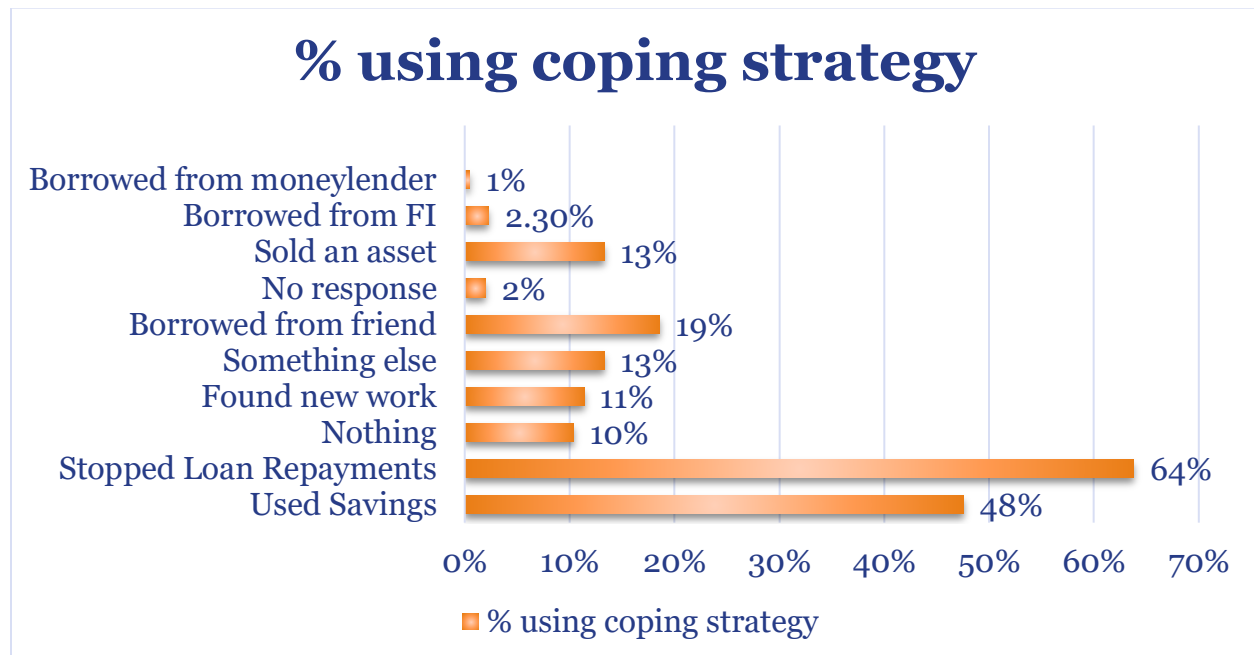 % using coping strategy
Borrowed from moneylender 1%
Borrowed from FI 2.30%
Sold an asset 13%
No response 2%
Borrowed from friend 19%
Something else 13%
Found new work 11%
Nothing 10%
Stopped Loan Repayments 64%
Used Savings 48%
0% 10% 20% 30% 40% 50% 60% 70%
% using coping strategy